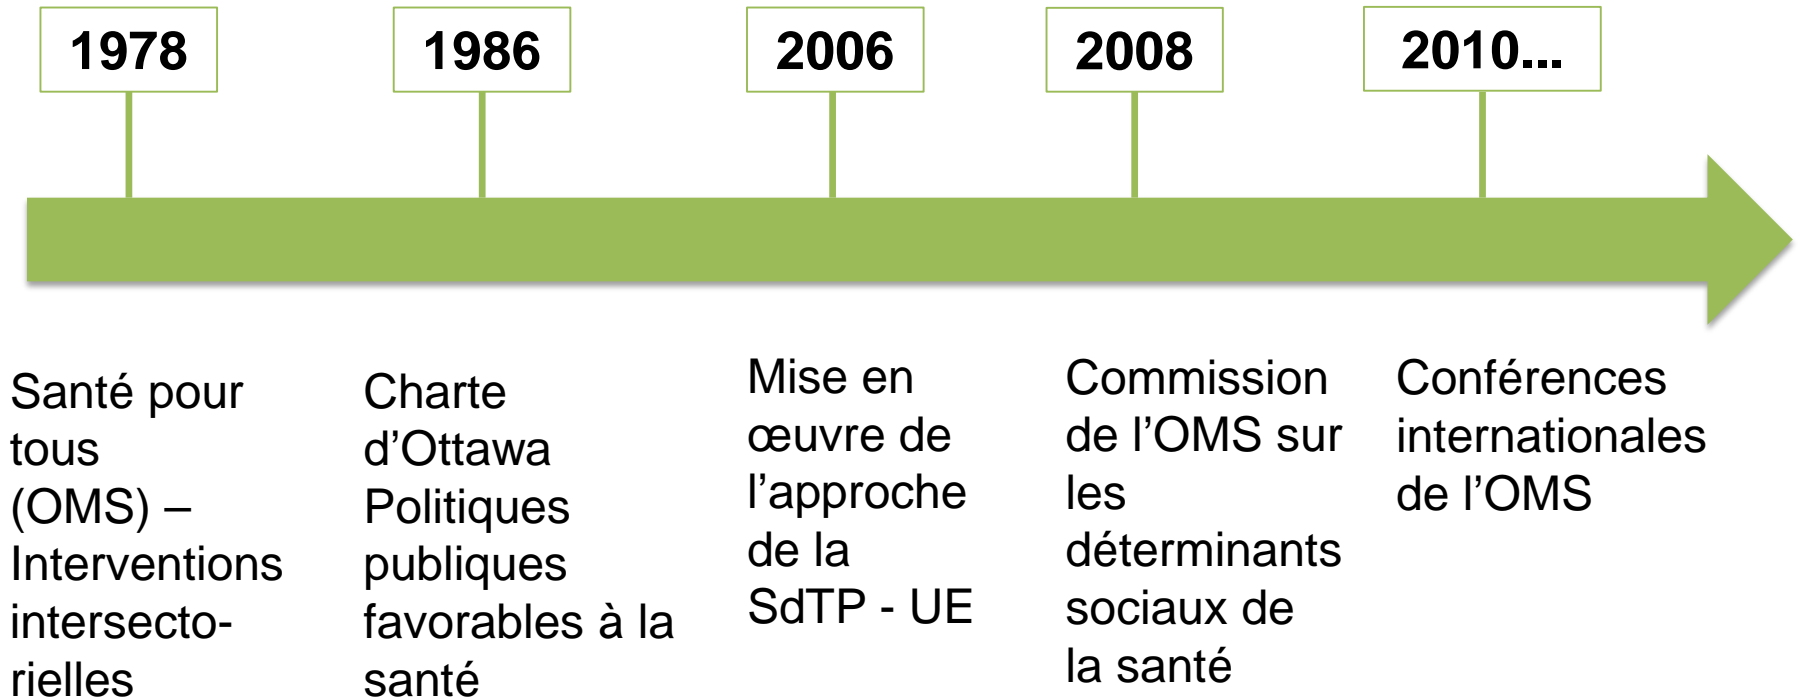 1978
1986
2006
2008
2010...
Santé pour
tous
(OMS) –
Interventions
intersecto-
rielles
Charte
d’Ottawa
Politiques
publiques
favorables à la
santé
Mise en
œuvre de
l’approche
de la
SdTP - UE
Commission
de l’OMS sur
les
déterminants
sociaux de
la santé
Conférences
internationales
de l’OMS